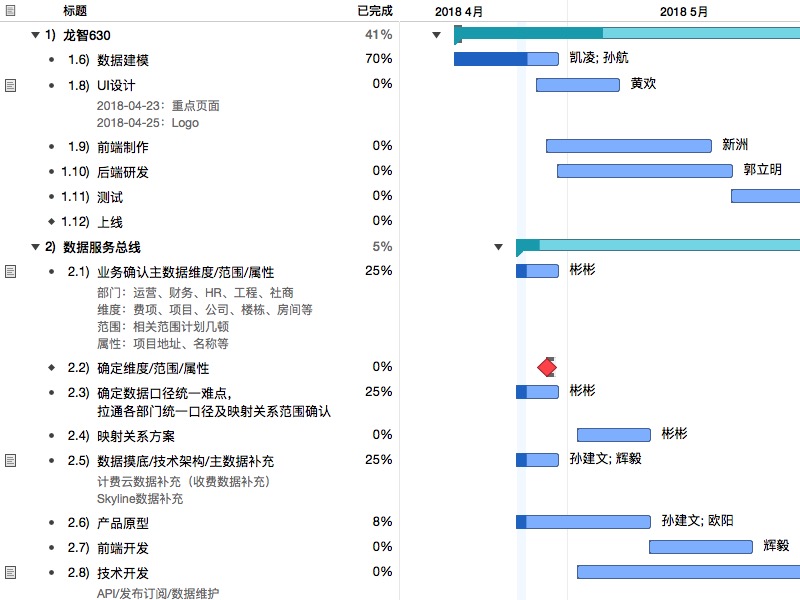 标题 已完成 2018 4月 2018 5月
1) 龙智630 41%
1.6) 数据建模 70% 凯凌; 孙航
1.8) UI设计 0% 黄欢
2018-04-23：重点页面
2018-04-25：Logo
1.9) 前端制作 0% 新洲
1.10) 后端研发 0% 郭立明
1.11) 测试 0%
1.12) 上线 0%
2) 数据服务总线 5%
2.1) 业务确认主数据维度/范围/属性 25% 彬彬
部门：运营、财务、HR、工程、社商
维度：费项、项目、公司、楼栋、房间等
范围：相关范围计划几顿
属性：项目地址、名称等
2.2) 确定维度/范围/属性 0%
2.3) 确定数据口径统一难点， 25% 彬彬
拉通各部门统一口径及映射关系范围确认
2.4) 映射关系方案 0% 彬彬
2.5) 数据摸底/技术架构/主数据补充 25% 孙建文; 辉毅
计费云数据补充（收费数据补充）
Skyline数据补充
2.6) 产品原型 8% 孙建文; 欧阳
2.7) 前端开发 0% 辉毅
2.8) 技术开发 0%
API/发布订阅/数据维护